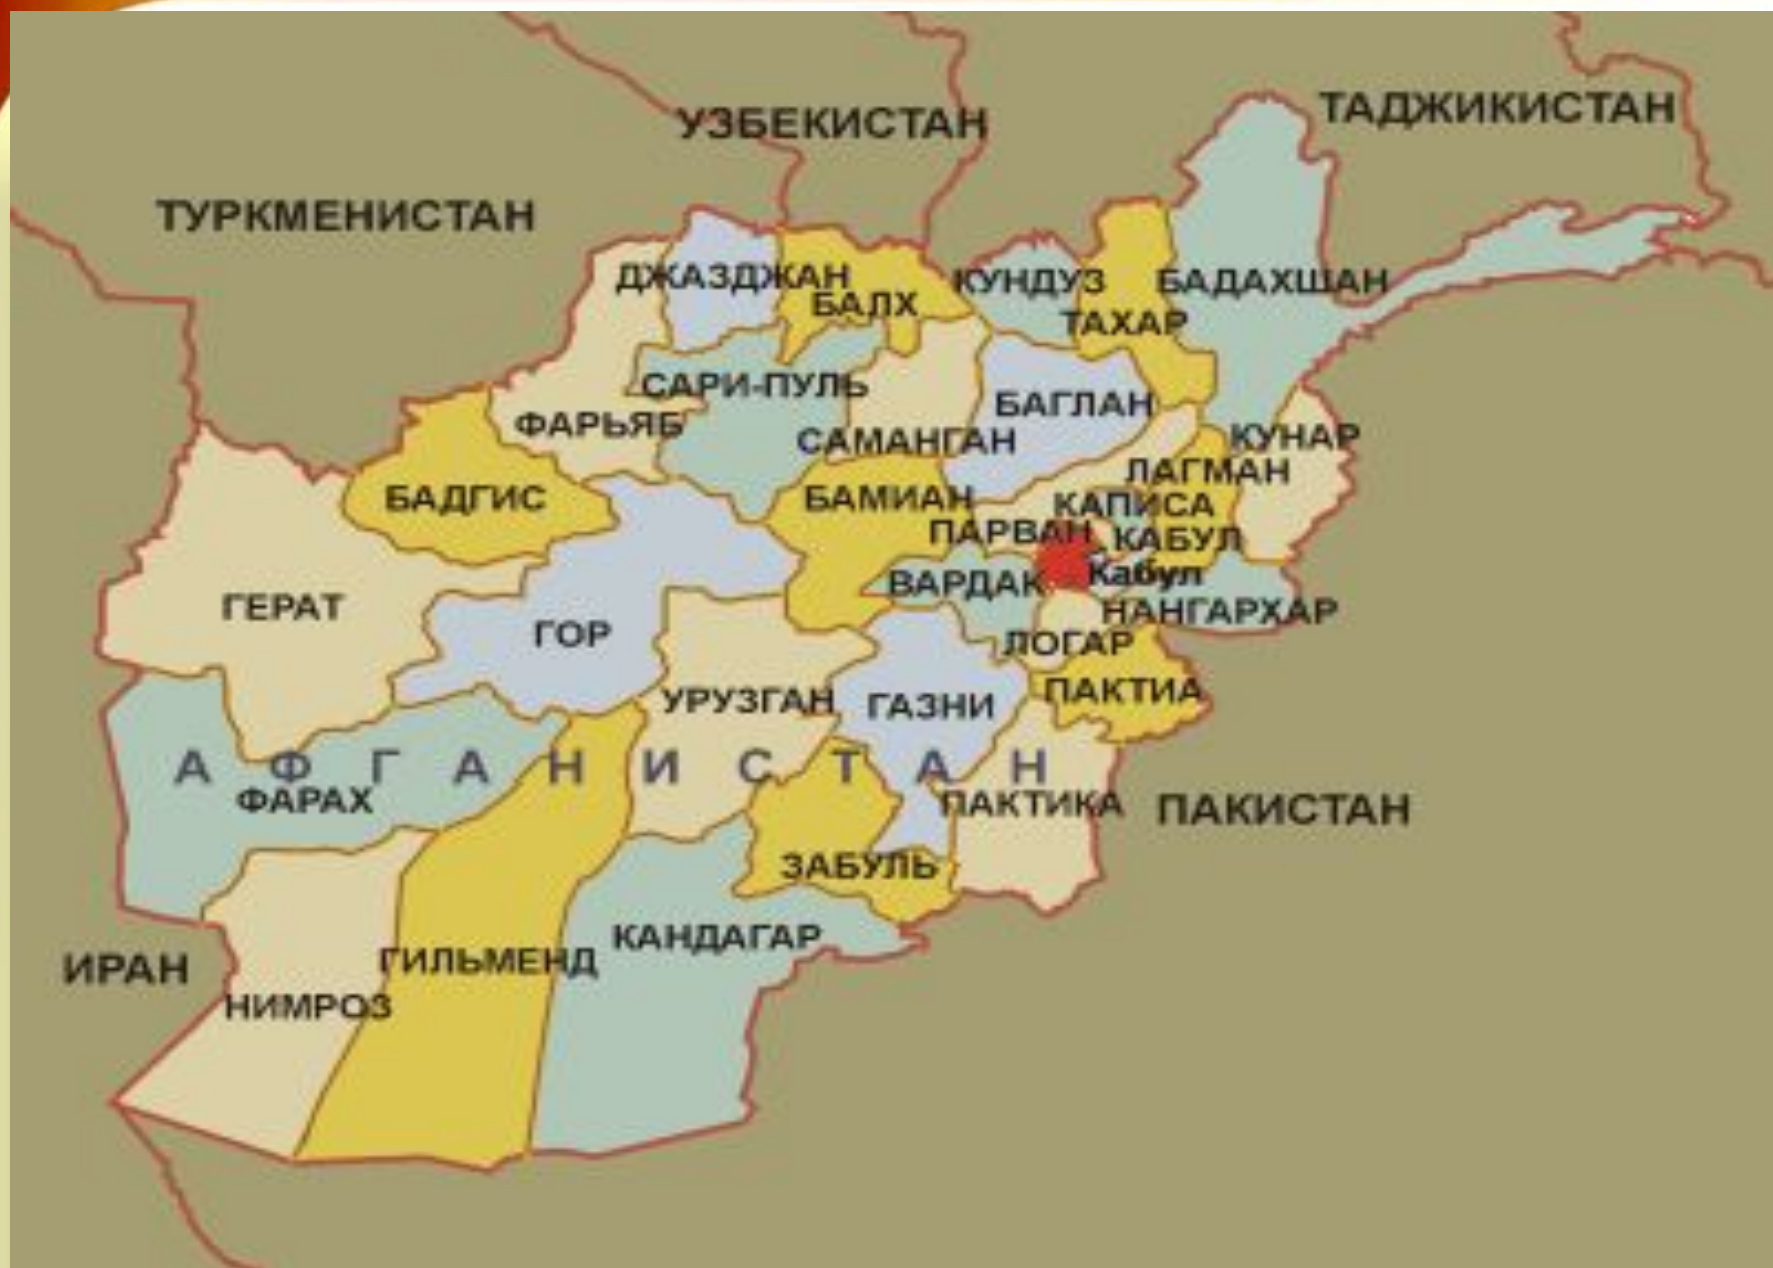 ТАДЖИКИСТАН
УЗБЕКИСТАН
ТУРКМЕНИСТАН
ДЖАЗДЖАН
БАЛХ
КУНДУЗ
БАДАХШАН
ТАХАР
САРИ-ПУЛЬ
БАГЛАН
ФАРЬЯБ
САМАНГАН
КУНАР
ЛАГМАН
БАДГИС
БАМИАН
КАПИСА
ПАРВАН
КАБУЛ
ВАРДАК
Кабул
ГЕРАТ
НАНГАРХАР
ГОР
ЛОГАР
УРУЗГАН
ГАЗНИ
ПАКТИА
АФГАНИСТАН
ФАРАХ
ПАКТИКА
ПАКИСТАН
ЗАБУЛЬ
КАНДАГАР
ИРАН
ГИЛЬМЕНД
НИМРОЗ